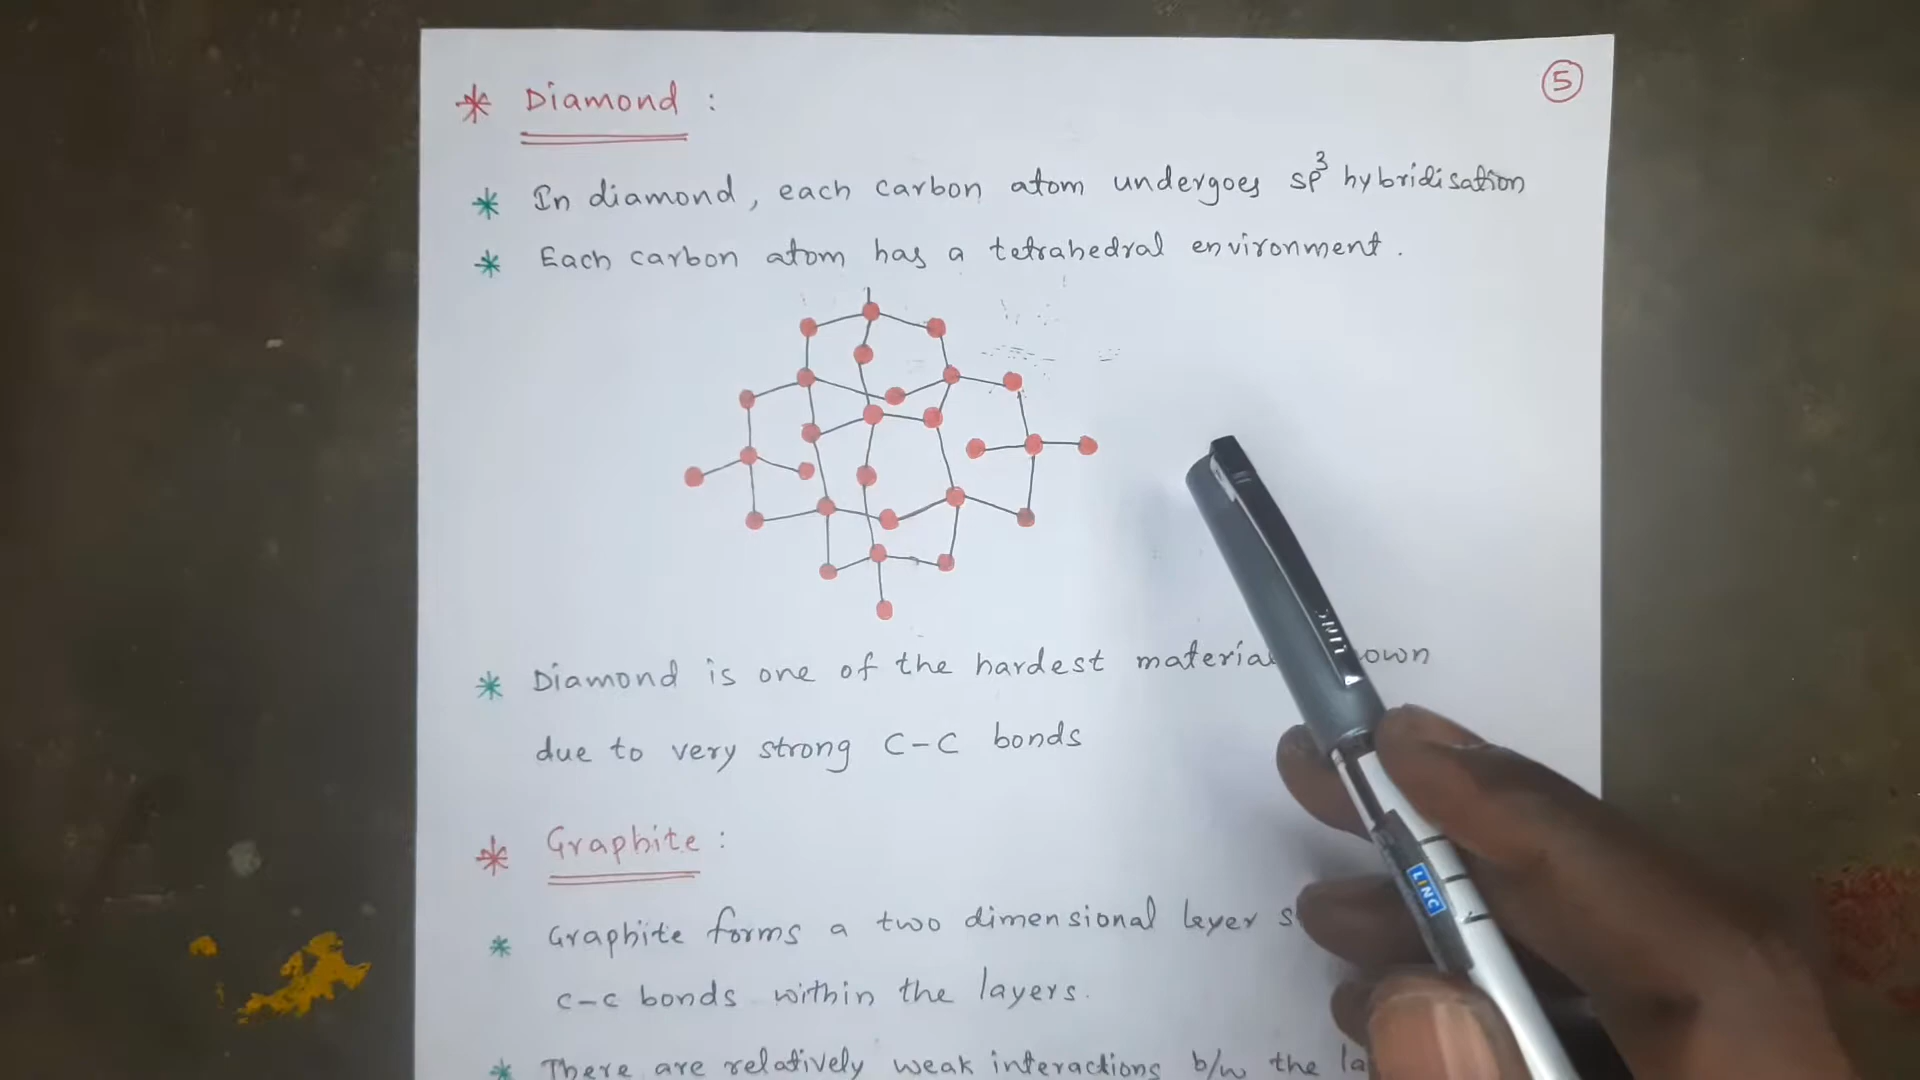 5
* Diamond :
* In diamond, each carbon atom undergoes sp³ hybridisation
* Each carbon atom has a tetrahedral environment.
* Diamond is one of the hardest
due to very strong C-C bonds
* Graphite :
* Graphite forms a two dimensional layer
C-C bonds within the layers.
* There are relatively weak interactions b/w the
LINC
LINC